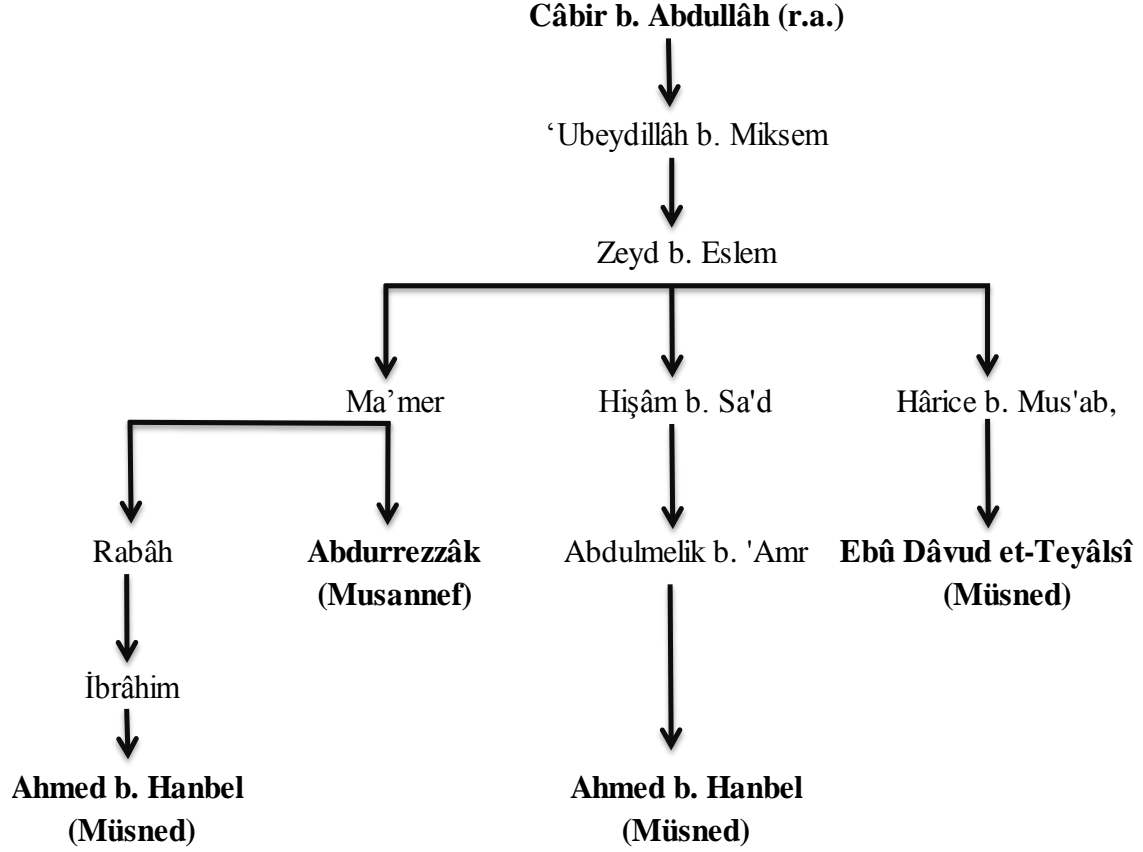 Câbir b. Abdullâh (r.a.)
‘Ubeydillâh b. Miksem
Zeyd b. Eslem
Ma’mer
Hişâm b. Sa'd
Hârice b. Mus'ab,
Rabâh
Abdurrezzâk
(Musannef)
Abdulmelik b. 'Amr
Ebû Dâvud et-Teyâlsî
(Müsned)
İbrâhim
Ahmed b. Hanbel
(Müsned)
Ahmed b. Hanbel
(Müsned)